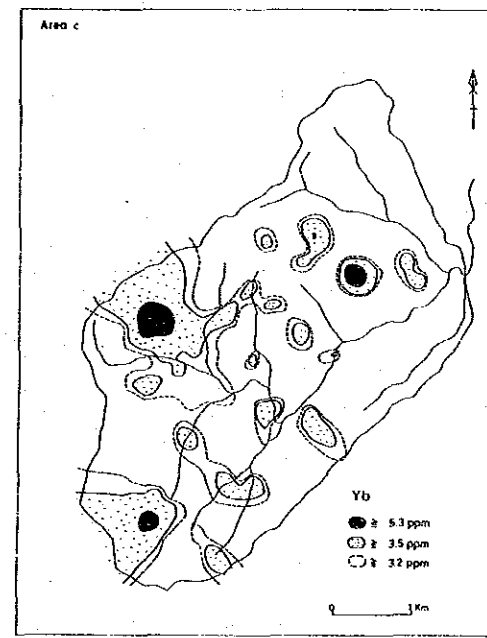 Area c
Yb
≥ 5.3 ppm
≥ 3.5 ppm
≥ 3.2 ppm
0 1 Km